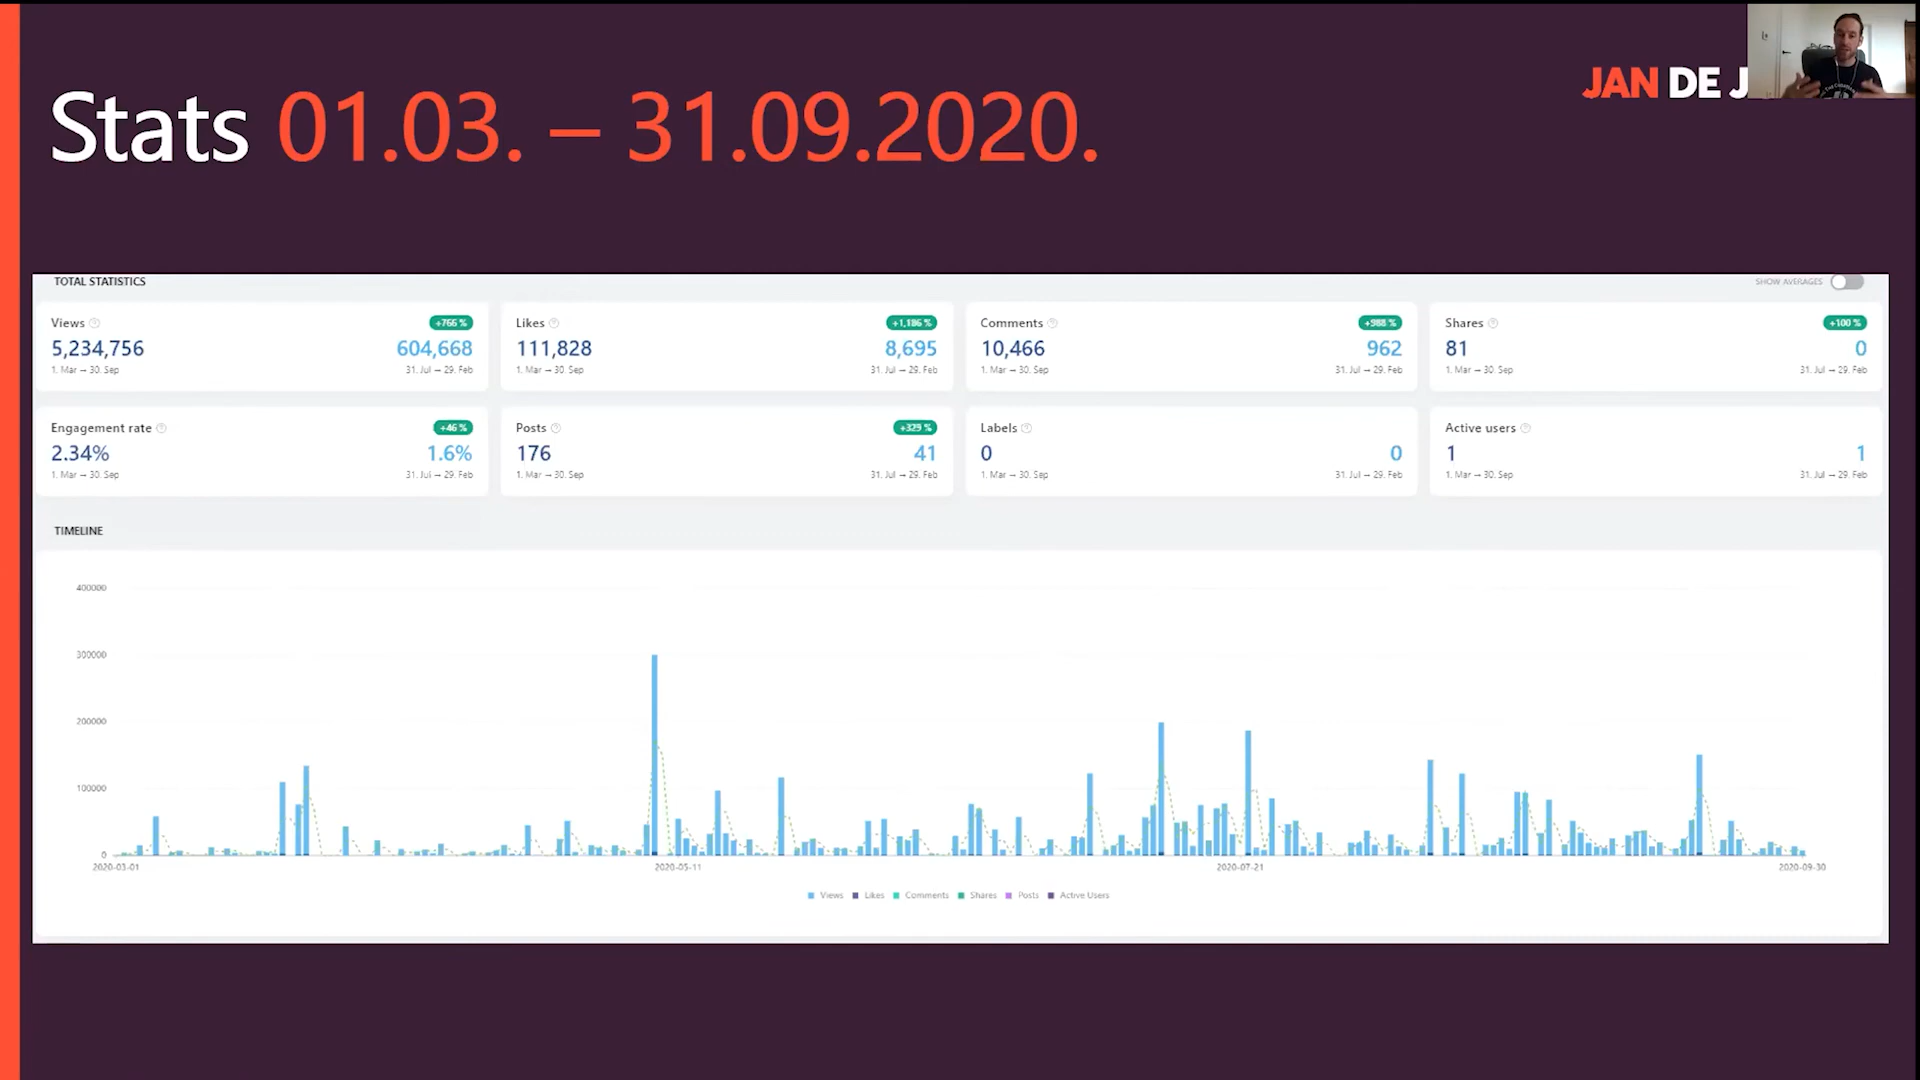 JAN DE J
Stats 01.03. – 31.09.2020.
TOTAL STATISTICS
SHOW AVERAGES
Views +766 %
5,234,756 604,668
1. Mar → 30. Sep 31. Jul → 29. Feb
Likes +1,186 %
111,828 8,695
1. Mar → 30. Sep 31. Jul → 29. Feb
Comments +988 %
10,466 962
1. Mar → 30. Sep 31. Jul → 29. Feb
Shares +100 %
81 0
1. Mar → 30. Sep 31. Jul → 29. Feb
Engagement rate +46 %
2.34% 1.6%
1. Mar → 30. Sep 31. Jul → 29. Feb
Posts +329 %
176 41
1. Mar → 30. Sep 31. Jul → 29. Feb
Labels
0 0
1. Mar → 30. Sep 31. Jul → 29. Feb
Active users
1 1
1. Mar → 30. Sep 31. Jul → 29. Feb
TIMELINE
400000
300000
200000
100000
0
2020-03-01 2020-05-11 2020-07-21 2020-09-30
Views Likes Comments Shares Posts Active Users